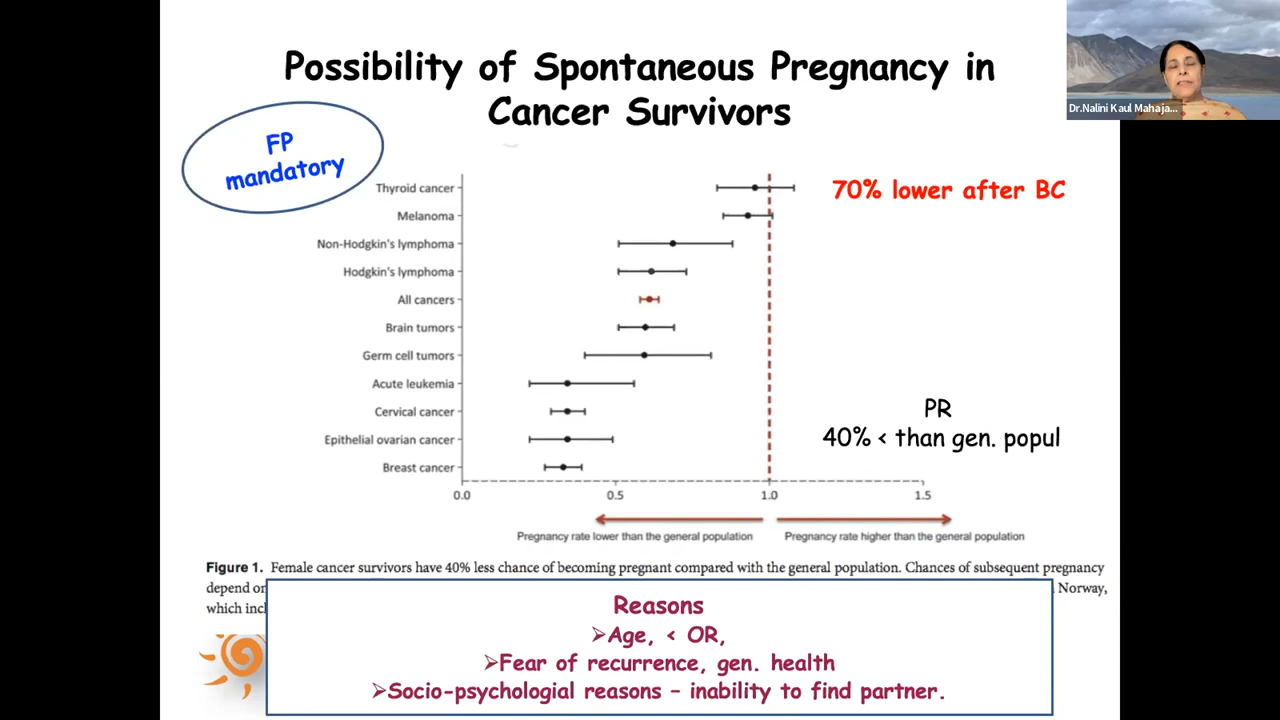 Possibility of Spontaneous Pregnancy in
Cancer Survivors
Dr.Nalini Kaul Mahaja...
FP
mandatory
Thyroid cancer
Melanoma
Non-Hodgkin's lymphoma
Hodgkin's lymphoma
All cancers
Brain tumors
Germ cell tumors
Acute leukemia
Cervical cancer
Epithelial ovarian cancer
Breast cancer
70% lower after BC
PR
40% < than gen. popul
0.0 0.5 1.0 1.5
Pregnancy rate lower than the general population Pregnancy rate higher than the general population
Figure 1. Female cancer survivors have 40% less chance of becoming pregnant compared with the general population. Chances of subsequent pregnancy
depend on Norway,
which incl
Reasons
➢Age, < OR,
➢Fear of recurrence, gen. health
➢Socio-psychologial reasons – inability to find partner.